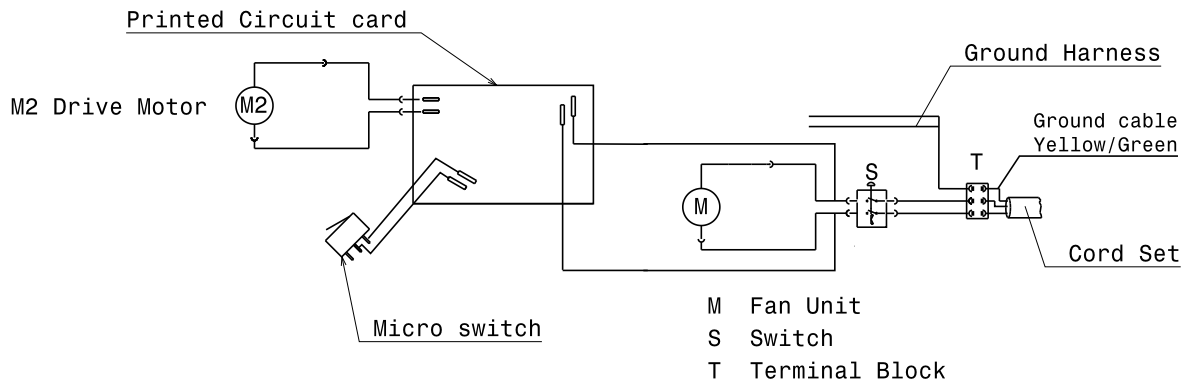 Printed Circuit card
Ground Harness
M2 Drive Motor
M2
Ground cable
Yellow/Green
T
S
M
Cord Set
Micro switch
M Fan Unit
S Switch
T Terminal Block